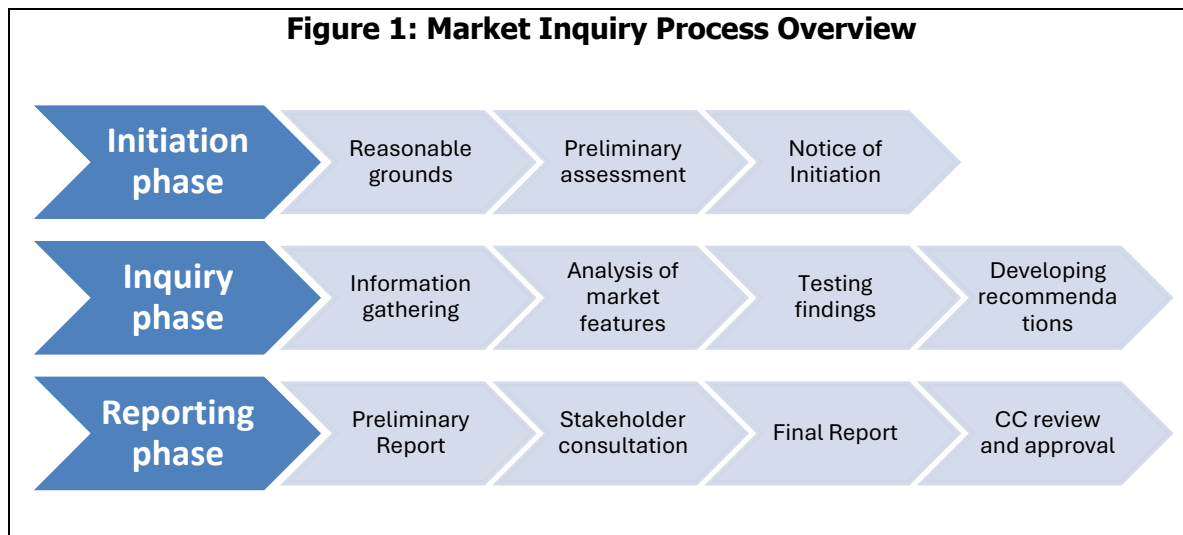 Figure 1: Market Inquiry Process Overview
Initiation
phase
Reasonable
grounds
Preliminary
assessment
Notice of
Initiation
Inquiry
phase
Information
gathering
Analysis of
market
features
Testing
findings
Developing
recommenda
tions
Reporting
phase
Preliminary
Report
Stakeholder
consultation
Final Report
CC review
and approval